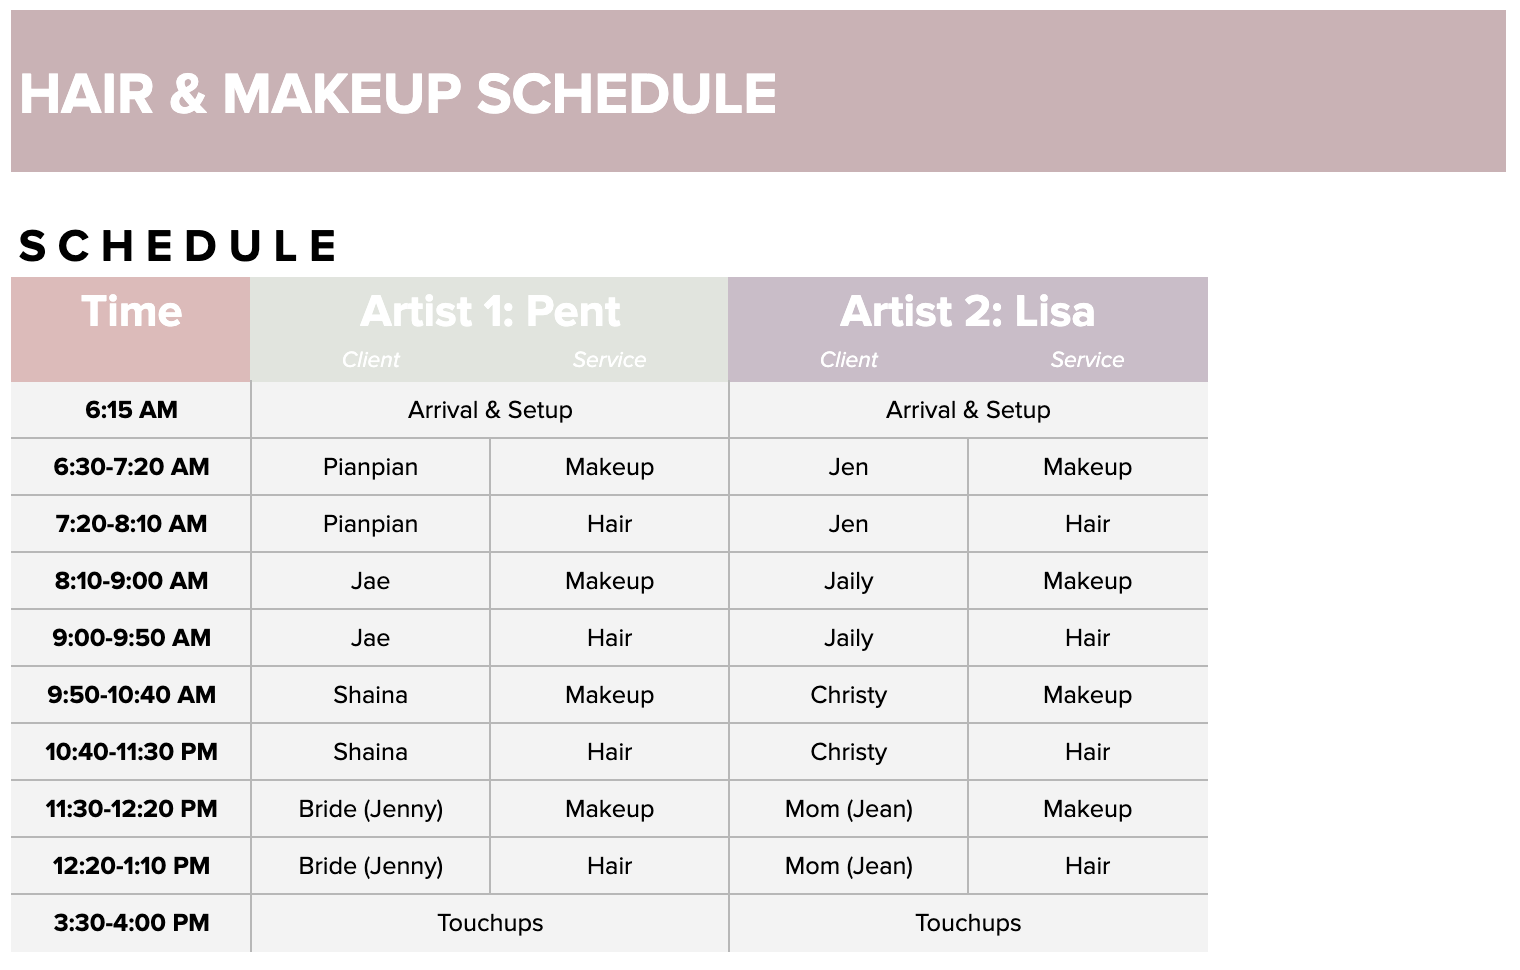 HAIR & MAKEUP SCHEDULE
SCHEDULE
Time Artist 1: Pent Artist 2: Lisa
Client Service Client Service
6:15 AM Arrival & Setup Arrival & Setup
6:30-7:20 AM Pianpian Makeup Jen Makeup
7:20-8:10 AM Pianpian Hair Jen Hair
8:10-9:00 AM Jae Makeup Jaily Makeup
9:00-9:50 AM Jae Hair Jaily Hair
9:50-10:40 AM Shaina Makeup Christy Makeup
10:40-11:30 PM Shaina Hair Christy Hair
11:30-12:20 PM Bride (Jenny) Makeup Mom (Jean) Makeup
12:20-1:10 PM Bride (Jenny) Hair Mom (Jean) Hair
3:30-4:00 PM Touchups Touchups